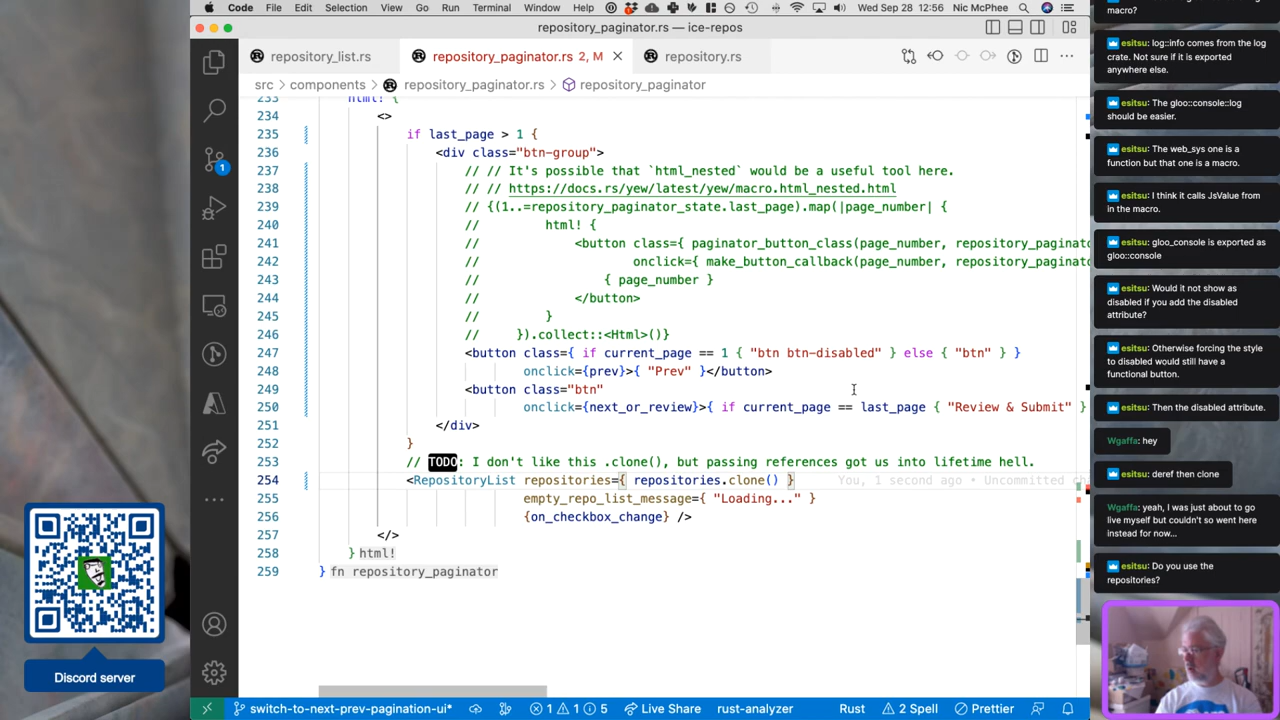 Code File Edit Selection View Go Run Terminal Window Help Wed Sep 28 12:56 Nic McPhee
repository_paginator.rs — ice-repos
repository_list.rs repository_paginator.rs 2, M repository.rs
src > components > repository_paginator.rs > repository_paginator
233 html! {
234 <>
235 if last_page > 1 {
236 <div class="btn-group">
237 // // It's possible that `html_nested` would be a useful tool here.
238 // // https://docs.rs/yew/latest/yew/macro.html_nested.html
239 // {(1..=repository_paginator_state.last_page).map(|page_number| {
240 // html! {
241 // <button class={ paginator_button_class(page_number, repository_paginato
242 // onclick={ make_button_callback(page_number, repository_paginato
243 // { page_number }
244 // </button>
245 // }
246 // }).collect::<Html>()}
247 <button class={ if current_page == 1 { "btn btn-disabled" } else { "btn" } }
248 onclick={prev}>{ "Prev" }</button>
249 <button class="btn"
250 onclick={next_or_review}>{ if current_page == last_page { "Review & Submit" }
251 </div>
252 }
253 // TODO: I don't like this .clone(), but passing references got us into lifetime hell.
254 <RepositoryList repositories={ repositories.clone() } You, 1 second ago • Uncommitted cha
255 empty_repo_list_message={ "Loading..." }
256 {on_checkbox_change} />
257 </>
258 } html!
259 } fn repository_paginator
1
switch-to-next-prev-pagination-ui* 1 1 5 Live Share rust-analyzer Rust 2 Spell Prettier
Discord server
macro?
esitsu: log::info comes from the log
crate. Not sure if it is exported
anywhere else.
esitsu: The gloo::console::log
should be easier.
esitsu: The web_sys one is a
function but that one is a macro.
esitsu: I think it calls JsValue from
in the macro.
esitsu: gloo_console is exported as
gloo::console
esitsu: Would it not show as
disabled if you add the disabled
attribute?
esitsu: Otherwise forcing the style
to disabled would still have a
functional button.
esitsu: Then the disabled attribute.
Wgaffa: hey
esitsu: deref then clone
Wgaffa: yeah, I was just about to go
live myself but couldn't so went here
instead for now...
esitsu: Do you use the
repositories?